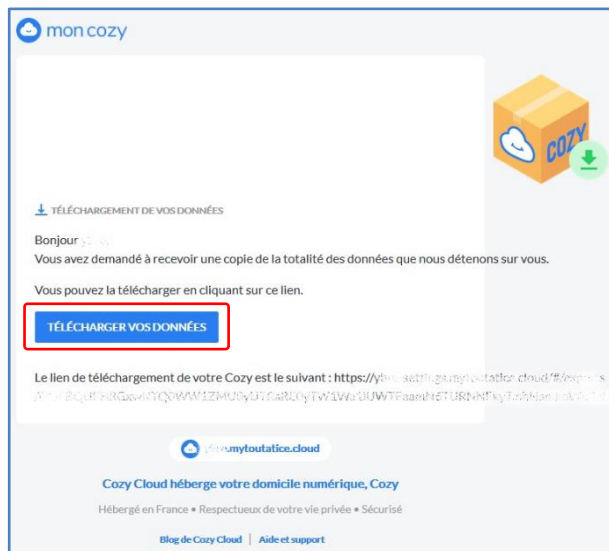 mon cozy
COZY
TÉLÉCHARGEMENT DE VOS DONNÉES
Bonjour
Vous avez demandé à recevoir une copie de la totalité des données que nous détenons sur vous.
Vous pouvez la télécharger en cliquant sur ce lien.
TÉLÉCHARGER VOS DONNÉES
Le lien de téléchargement de votre Cozy est le suivant :
.mytoutatice.cloud
Cozy Cloud héberge votre domicile numérique, Cozy
Hébergé en France • Respectueux de votre vie privée • Sécurisé
Blog de Cozy Cloud | Aide et support